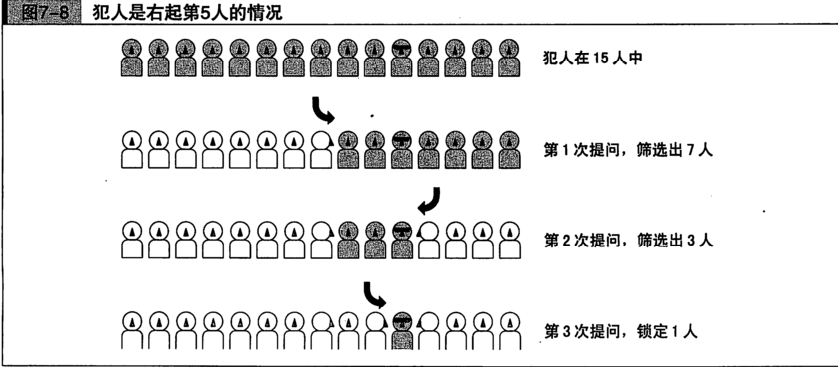 图7-8 犯人是右起第5人的情况
犯人在15人中
第1次提问，筛选出7人
第2次提问，筛选出3人
第3次提问，锁定1人